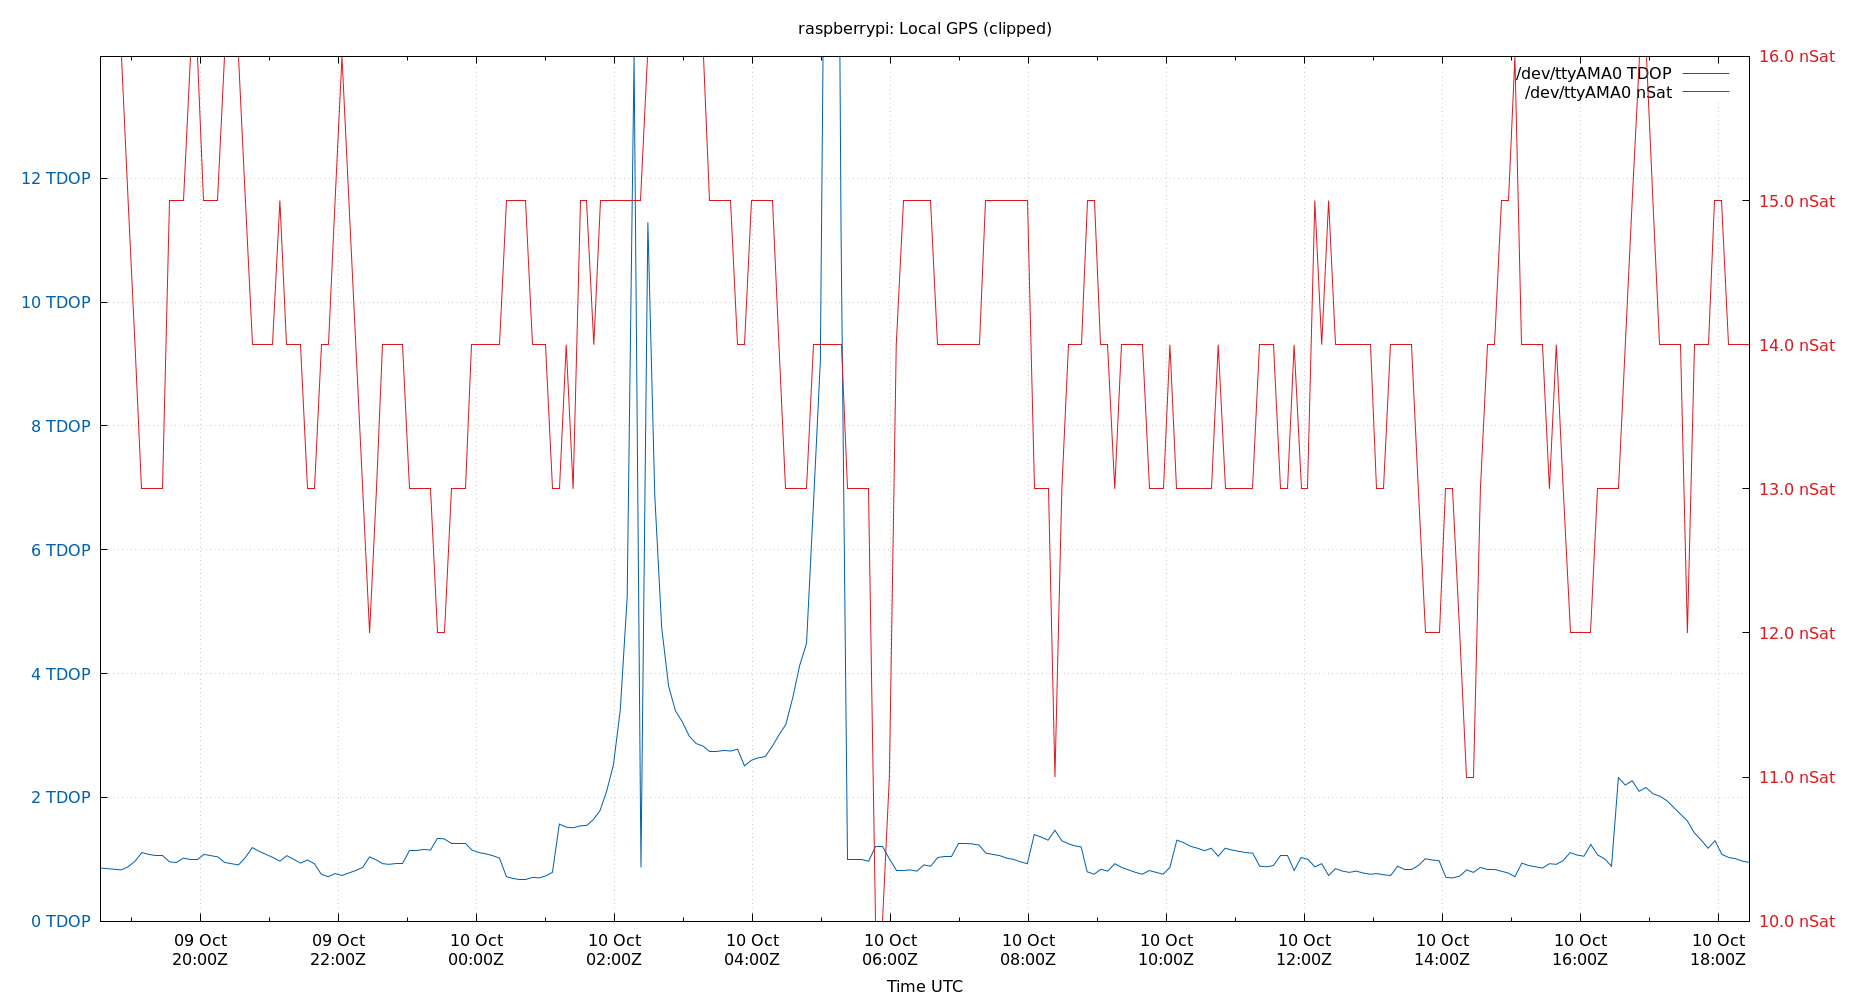 raspberrypi: Local GPS (clipped)
16.0 nSat
/dev/ttyAMA0 TDOP
/dev/ttyAMA0 nSat
12 TDOP
15.0 nSat
10 TDOP
14.0 nSat
8 TDOP
13.0 nSat
6 TDOP
12.0 nSat
4 TDOP
11.0 nSat
2 TDOP
0 TDOP
10.0 nSat
09 Oct 09 Oct 10 Oct 10 Oct 10 Oct 10 Oct 10 Oct 10 Oct 10 Oct 10 Oct 10 Oct 10 Oct
20:00Z 22:00Z 00:00Z 02:00Z 04:00Z 06:00Z 08:00Z 10:00Z 12:00Z 14:00Z 16:00Z 18:00Z
Time UTC